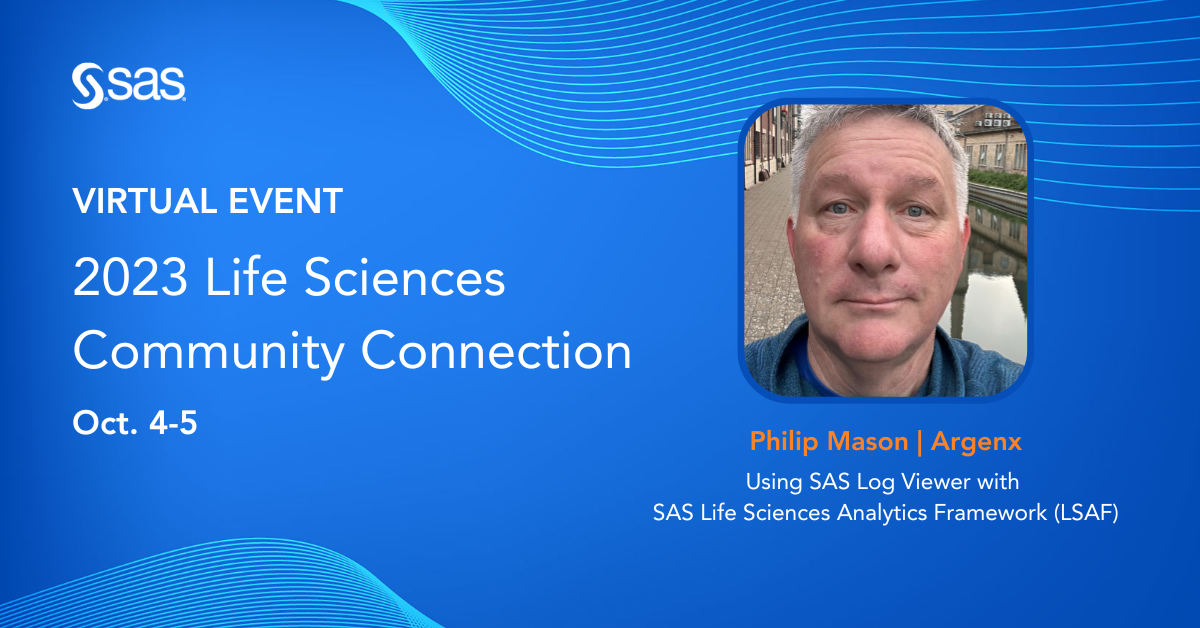 sas
VIRTUAL EVENT
2023 Life Sciences
Community Connection
Oct. 4-5
Philip Mason | Argenx
Using SAS Log Viewer with
SAS Life Sciences Analytics Framework (LSAF)